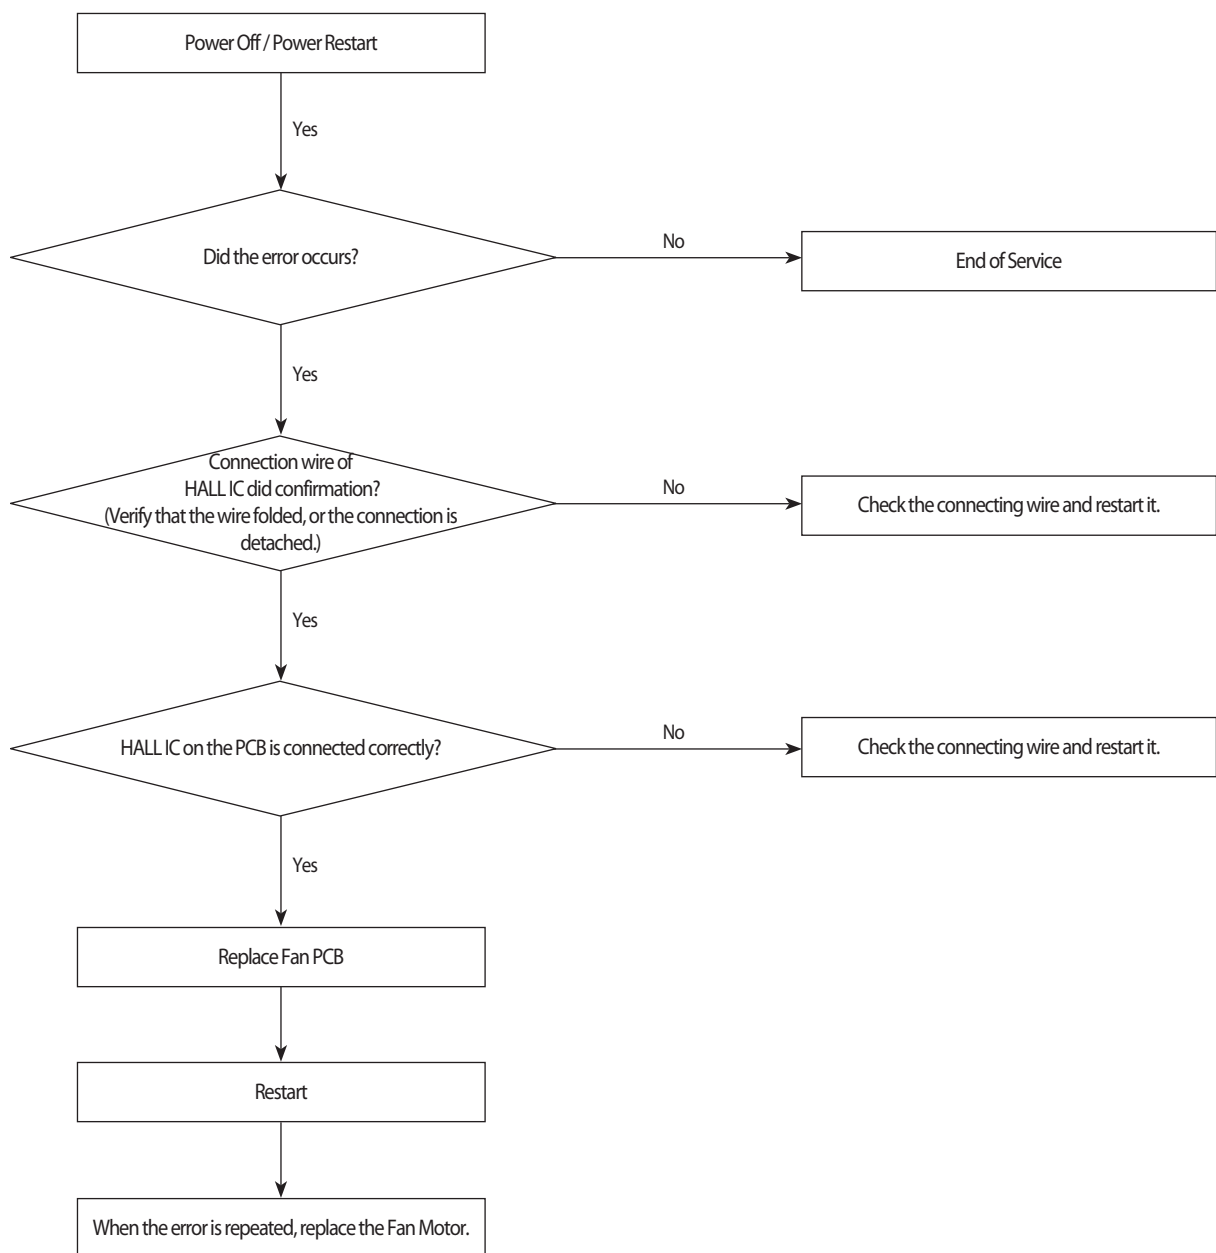 Power Off / Power Restart
Yes
Did the error occurs?
No
End of Service
Yes
Connection wire of
HALL IC did confirmation?
(Verify that the wire folded, or the connection is
detached.)
No
Check the connecting wire and restart it.
Yes
HALL IC on the PCB is connected correctly?
No
Check the connecting wire and restart it.
Yes
Replace Fan PCB
Restart
When the error is repeated, replace the Fan Motor.